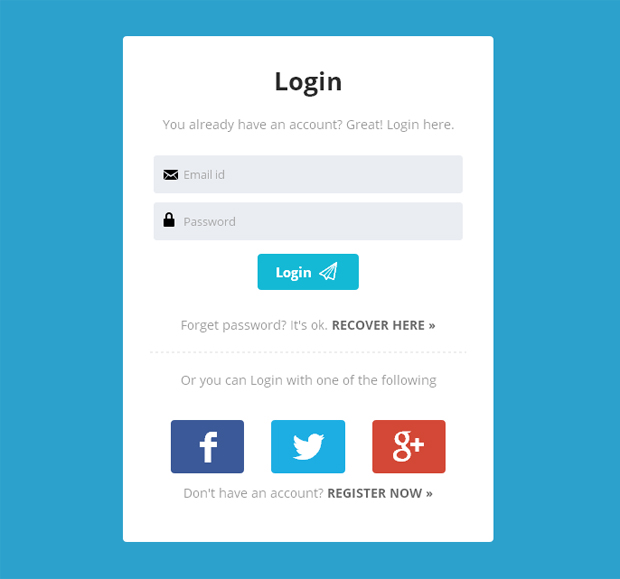 Login
You already have an account? Great! Login here.
Email id
Password
Login
Forget password? It's ok. RECOVER HERE »
Or you can Login with one of the following
f
g+
Don't have an account? REGISTER NOW »